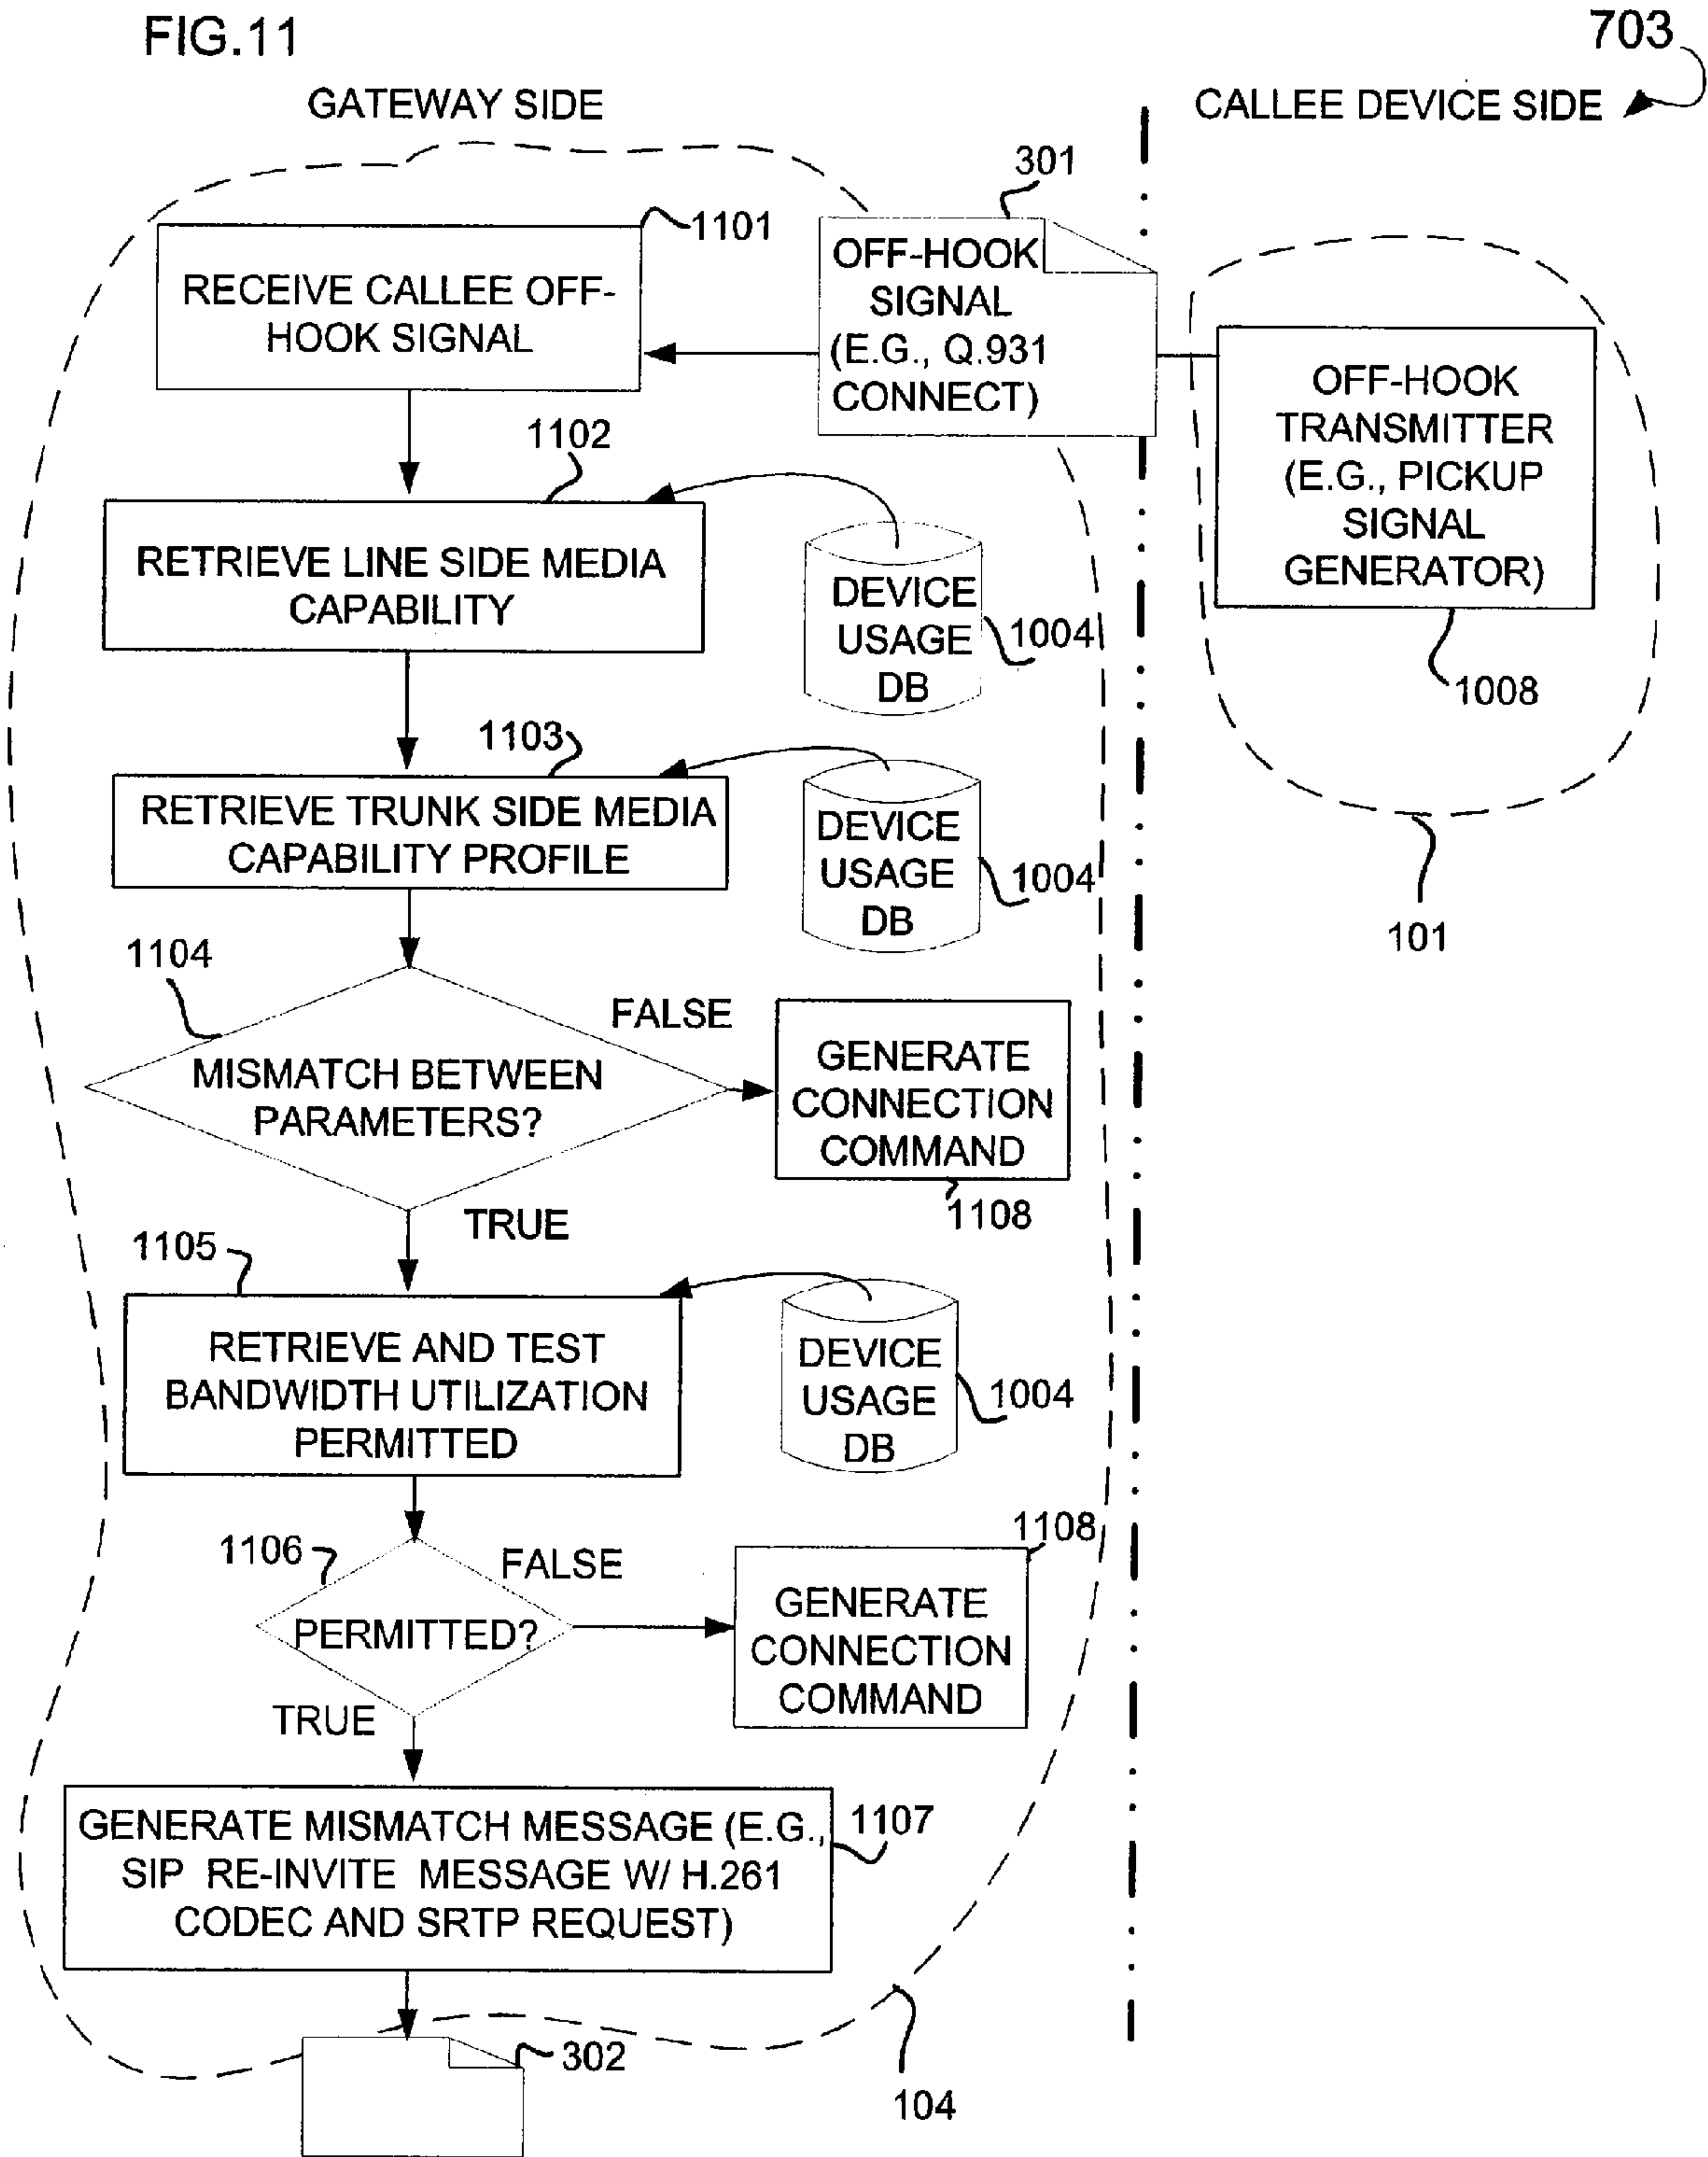 FIG.11
703
GATEWAY SIDE
CALLEE DEVICE SIDE
301
1101
RECEIVE CALLEE OFF-
HOOK SIGNAL
OFF-HOOK
SIGNAL
(E.G., Q.931
CONNECT)
OFF-HOOK
TRANSMITTER
(E.G., PICKUP
SIGNAL
GENERATOR)
1008
101
1102
RETRIEVE LINE SIDE MEDIA
CAPABILITY
DEVICE
USAGE
DB
1004
1103
RETRIEVE TRUNK SIDE MEDIA
CAPABILITY PROFILE
DEVICE
USAGE
DB
1004
1104
MISMATCH BETWEEN
PARAMETERS?
FALSE
GENERATE
CONNECTION
COMMAND
1108
TRUE
1105
RETRIEVE AND TEST
BANDWIDTH UTILIZATION
PERMITTED
DEVICE
USAGE
DB
1004
1106
PERMITTED?
FALSE
1108
GENERATE
CONNECTION
COMMAND
TRUE
GENERATE MISMATCH MESSAGE (E.G.,
SIP RE-INVITE MESSAGE W/ H.261
CODEC AND SRTP REQUEST)
1107
302
104